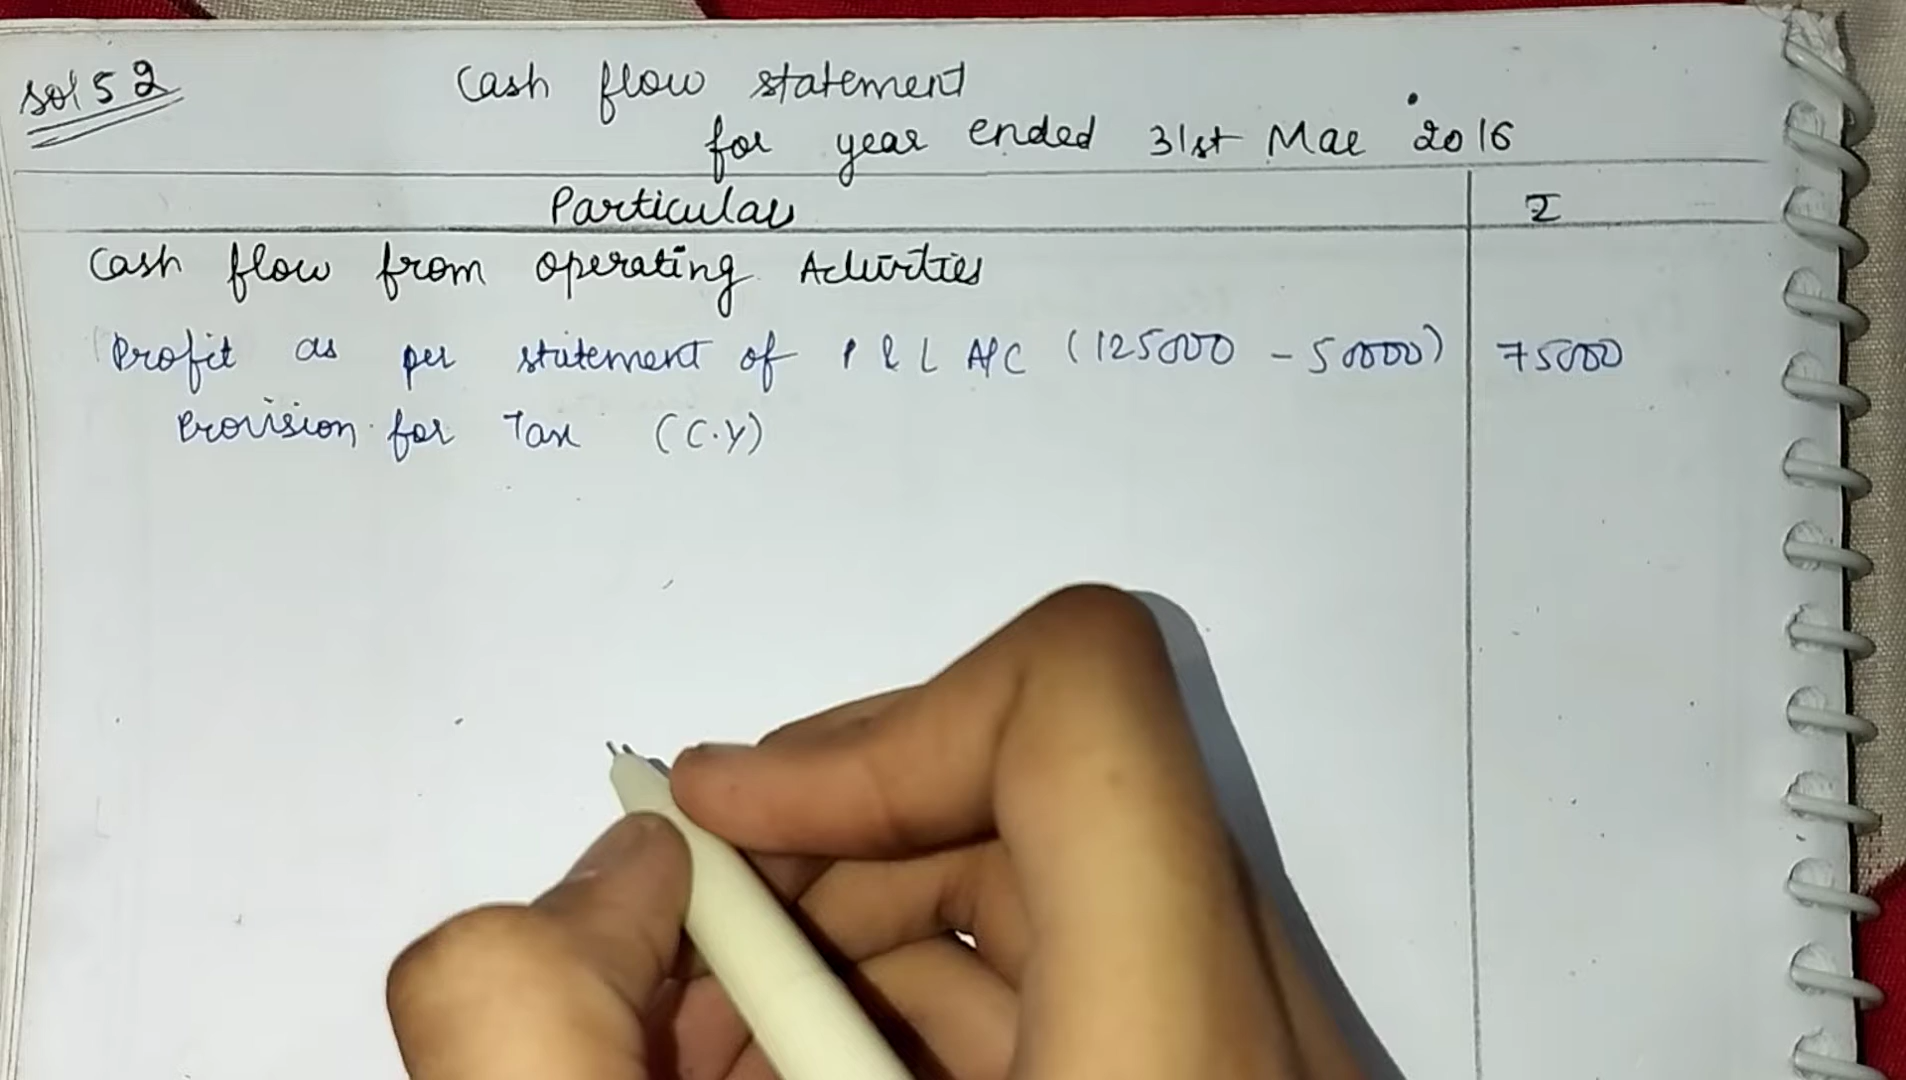 Sol 52
Cash flow statement
for year ended 31st Mar 2016
Particular ₹
Cash flow from operating Activities
Profit as per statement of P & L A/C (125000 - 50000) 75000
Provision for Tax (C.Y)